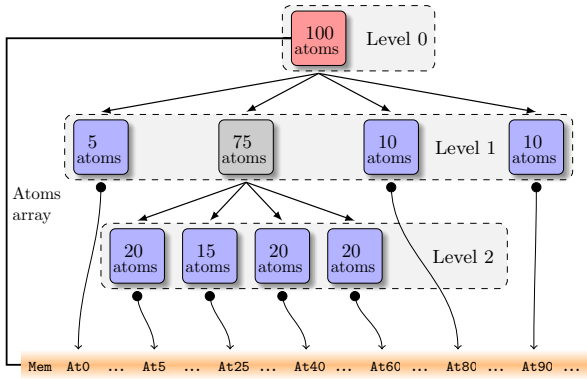 100
atoms
Level 0
5
atoms
75
atoms
10
atoms
10
atoms
Level 1
Atoms
array
20
atoms
15
atoms
20
atoms
20
atoms
Level 2
Mem At0 ... At5 ... At25 ... At40 ... At60 ... At80 ... At90 ...